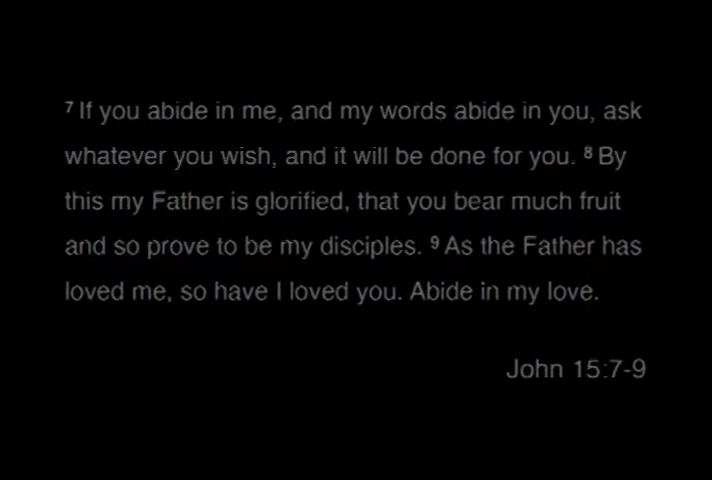 ⁷ If you abide in me, and my words abide in you, ask
whatever you wish, and it will be done for you. ⁸ By
this my Father is glorified, that you bear much fruit
and so prove to be my disciples. ⁹ As the Father has
loved me, so have I loved you. Abide in my love.
John 15:7-9